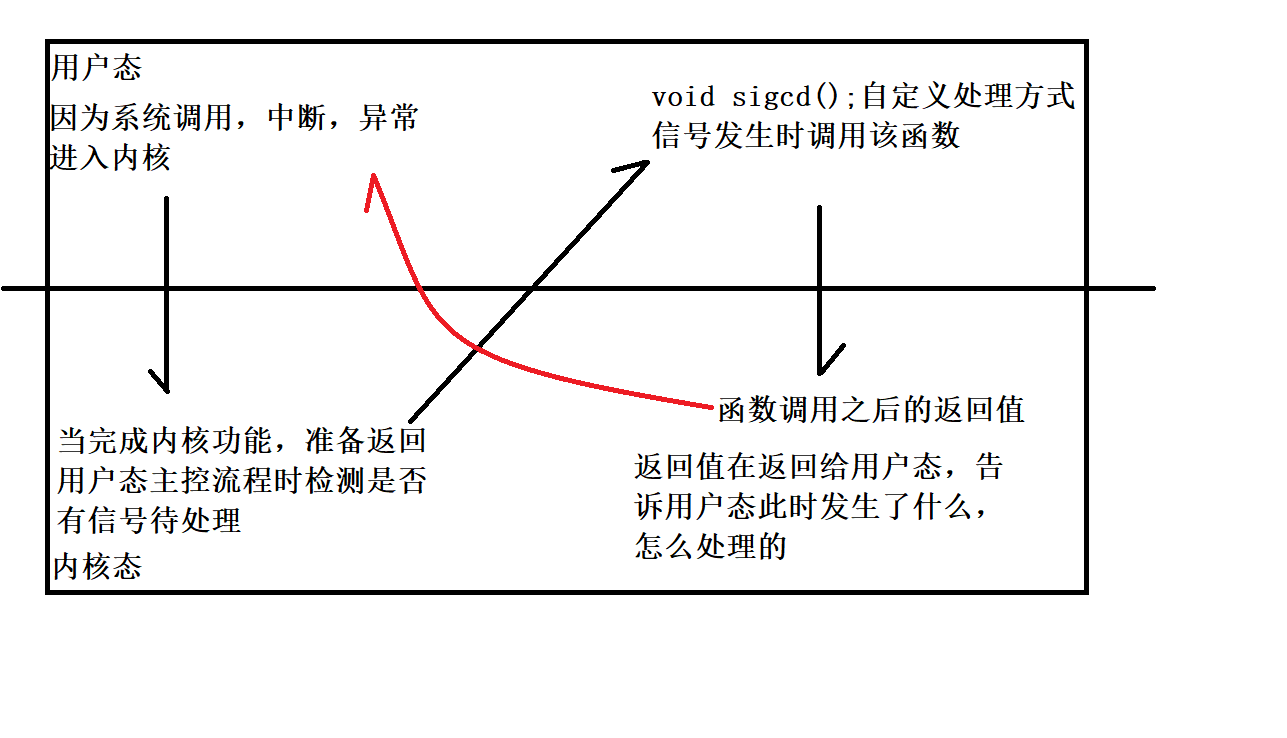 用户态
因为系统调用，中断，异常
进入内核
void sigcd();自定义处理方式
信号发生时调用该函数
当完成内核功能，准备返回
用户态主控流程时检测是否
有信号待处理
内核态
函数调用之后的返回值
返回值在返回给用户态，告
诉用户态此时发生了什么，
怎么处理的